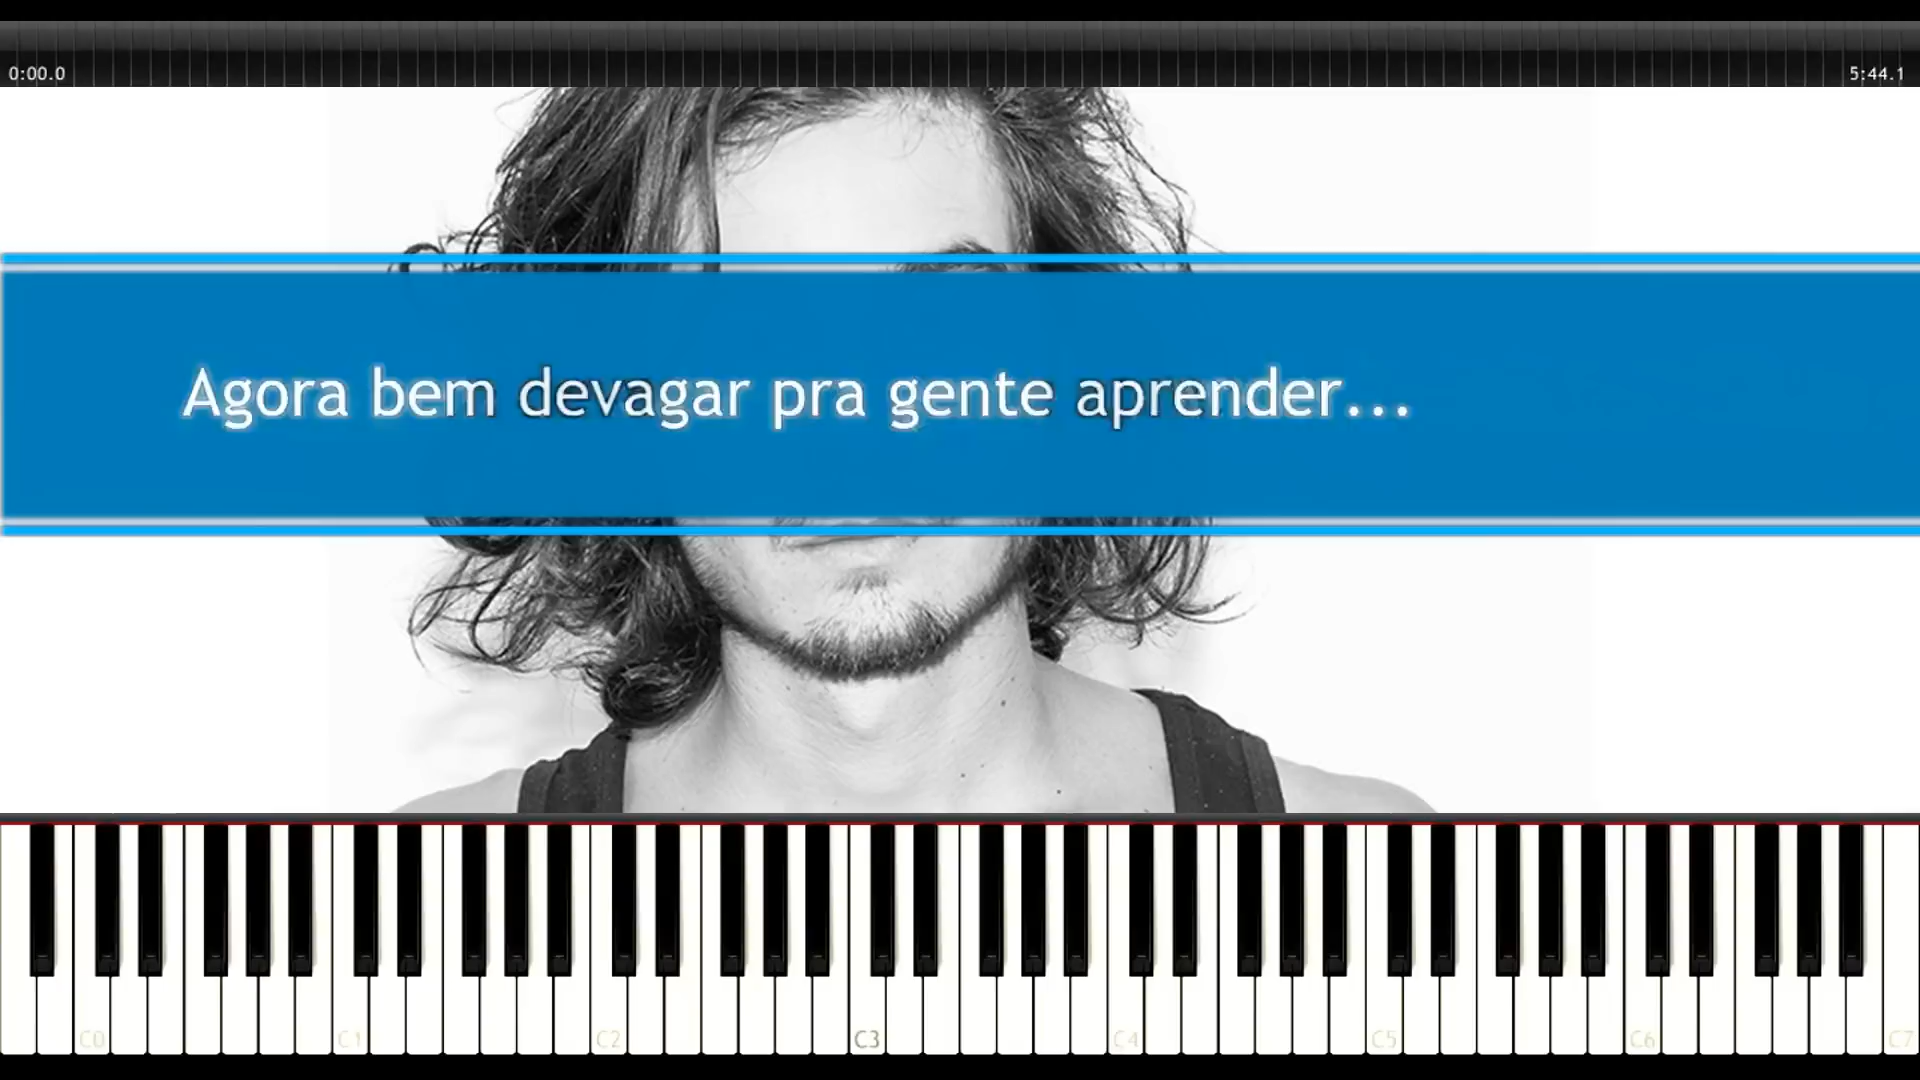 0:00.0
5:44.1
Agora bem devagar pra gente aprender...
C0 C1 C2 C3 C4 C5 C6 C7